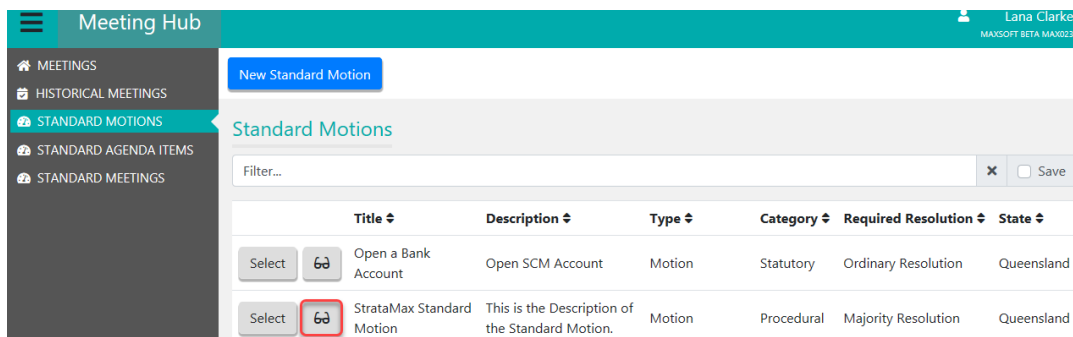 Meeting Hub
Lana Clarke
MAXSOFT BETA MAX023
MEETINGS
HISTORICAL MEETINGS
STANDARD MOTIONS
STANDARD AGENDA ITEMS
STANDARD MEETINGS
New Standard Motion
Standard Motions
Filter...
Save
Title Description Type Category Required Resolution State
Select Open a Bank Account Open SCM Account Motion Statutory Ordinary Resolution Queensland
Select StrataMax Standard Motion This is the Description of the Standard Motion. Motion Procedural Majority Resolution Queensland